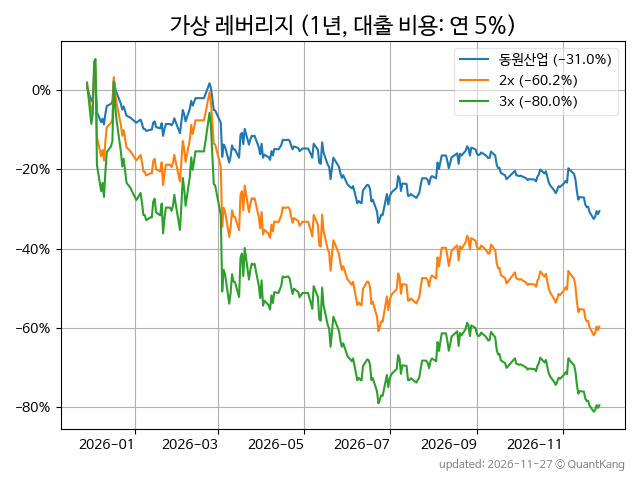 가상 레버리지 (1년, 대출 비용: 연 5%)
동원산업 (−31.0%)
2x (−60.2%)
3x (−80.0%)
0%
−20%
−40%
−60%
−80%
2026−01 2026−03 2026−05 2026−07 2026−09 2026−11
updated: 2026-11-27 © QuantKang